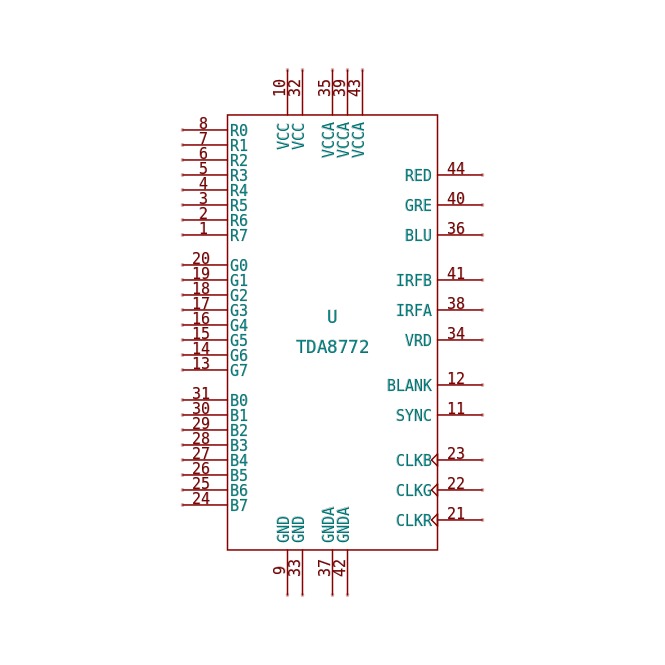 10 32 35 39 43
VCC VCC VCCA VCCA VCCA
8 R0
7 R1
6 R2
5 R3
4 R4
3 R5
2 R6
1 R7
20 G0
19 G1
18 G2
17 G3
16 G4
15 G5
14 G6
13 G7
31 B0
30 B1
29 B2
28 B3
27 B4
26 B5
25 B6
24 B7
U
TDA8772
RED 44
GRE 40
BLU 36
IRFB 41
IRFA 38
VRD 34
BLANK 12
SYNC 11
CLKB 23
CLKG 22
CLKR 21
GND GND GNDA GNDA
9 33 37 42